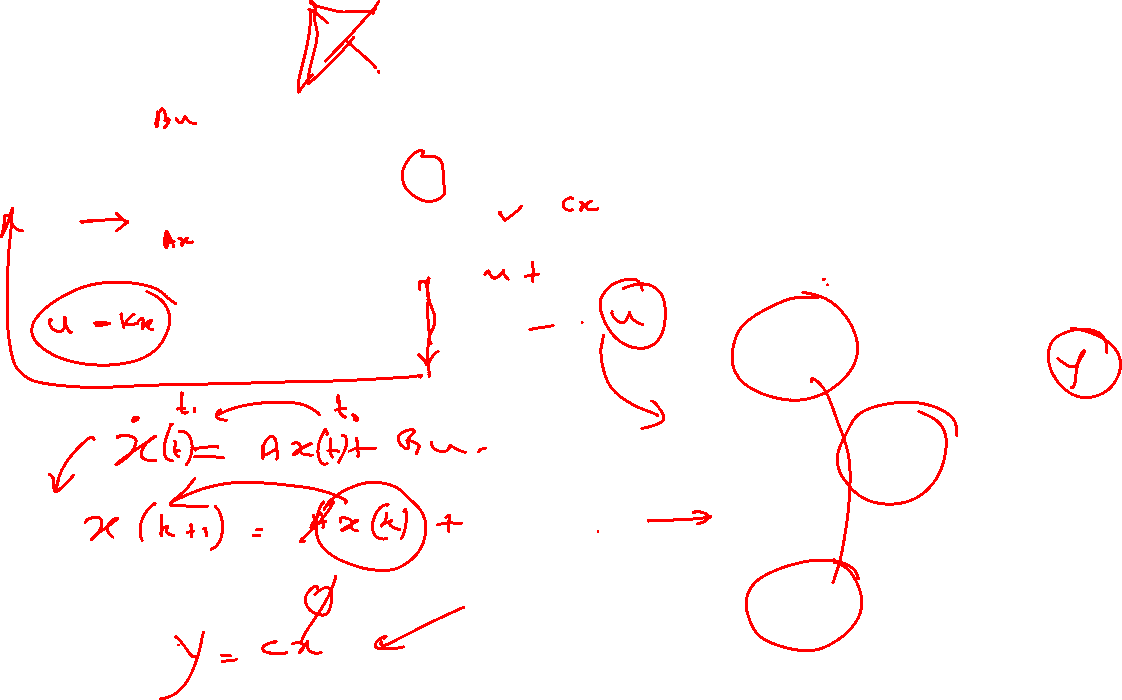 Bu
Cx
Ax
u +
u = Kx
u
y
t₁ t₀
ẋ(t) = Ax(t) + Bu.
x(k+1) = A x(k) +
y = cx